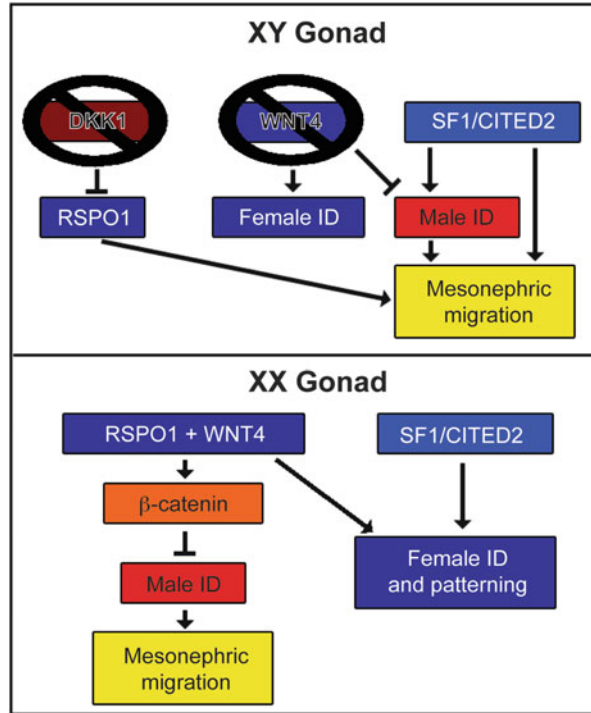 XY Gonad
DKK1
WNT4
SF1/CITED2
RSPO1
Female ID
Male ID
Mesonephric
migration
XX Gonad
RSPO1 + WNT4
SF1/CITED2
β-catenin
Male ID
Female ID
and patterning
Mesonephric
migration